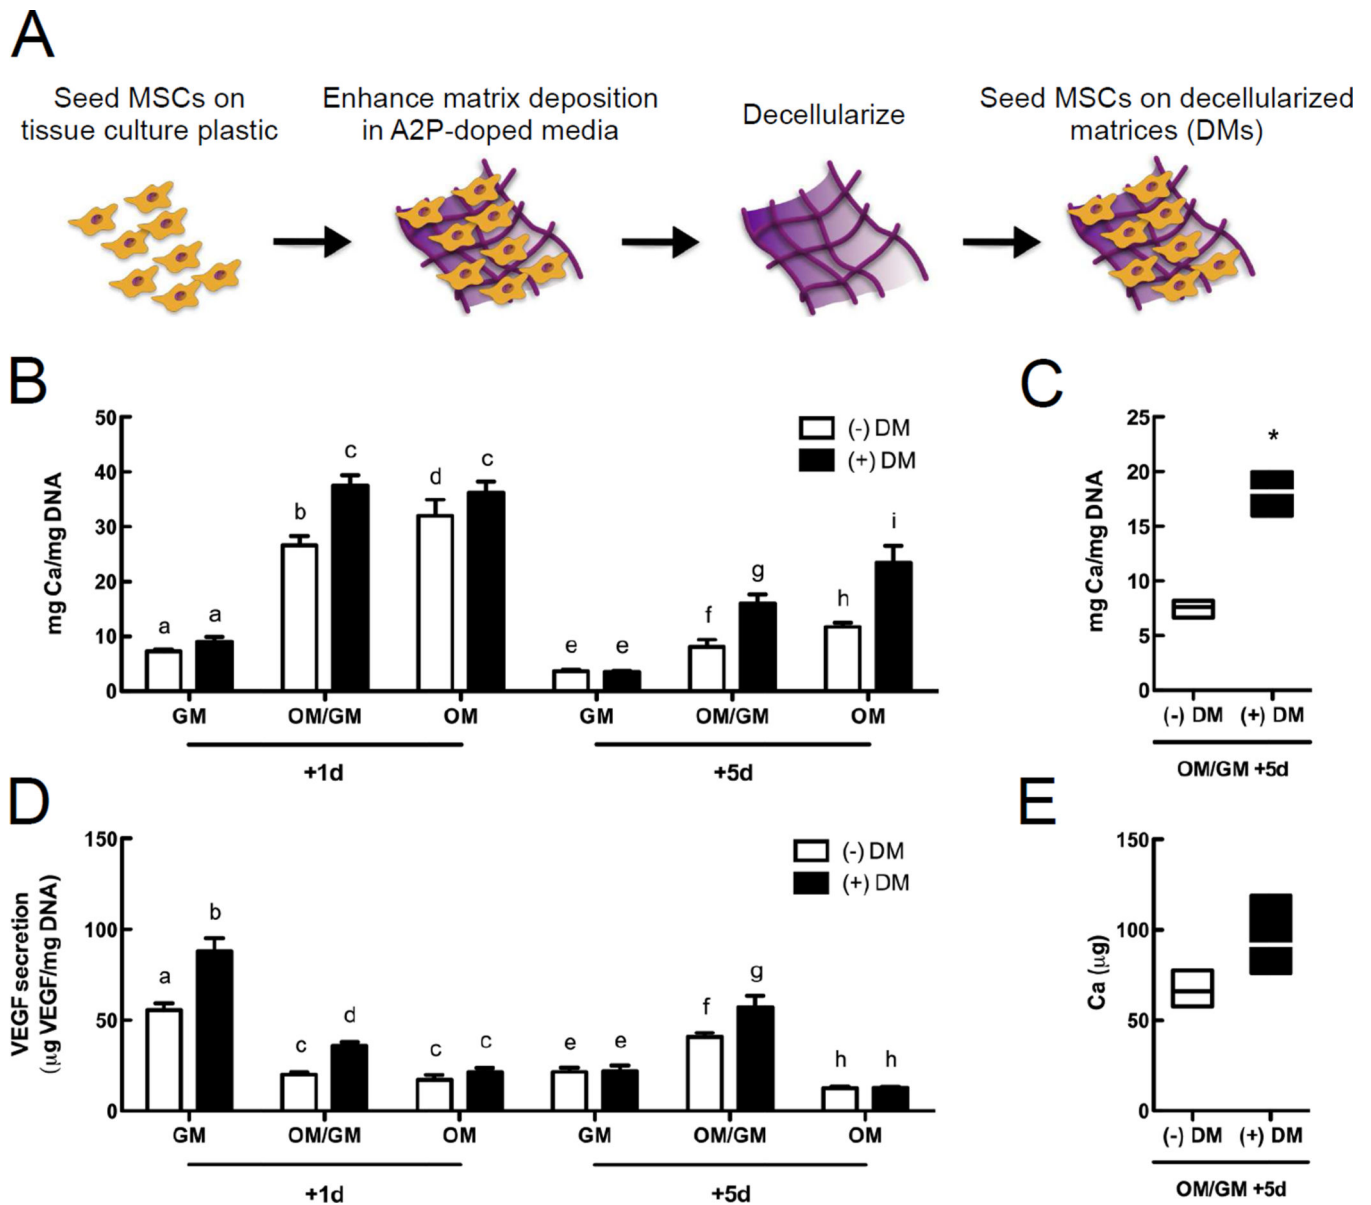 A
Seed MSCs on
tissue culture plastic
Enhance matrix deposition
in A2P-doped media
Decellularize
Seed MSCs on decellularized
matrices (DMs)
B
mg Ca/mg DNA
50
40
30
20
10
0
(-) DM
(+) DM
a
a
b
c
d
c
e
e
f
g
h
i
GM
OM/GM
OM
GM
OM/GM
OM
+1d
+5d
C
mg Ca/mg DNA
25
20
15
10
5
0
*
(-) DM
(+) DM
OM/GM +5d
D
VEGF secretion
(μg VEGF/mg DNA)
150
100
50
0
(-) DM
(+) DM
a
b
c
d
c
c
e
e
f
g
h
h
GM
OM/GM
OM
GM
OM/GM
OM
+1d
+5d
E
Ca (μg)
150
100
50
0
(-) DM
(+) DM
OM/GM +5d